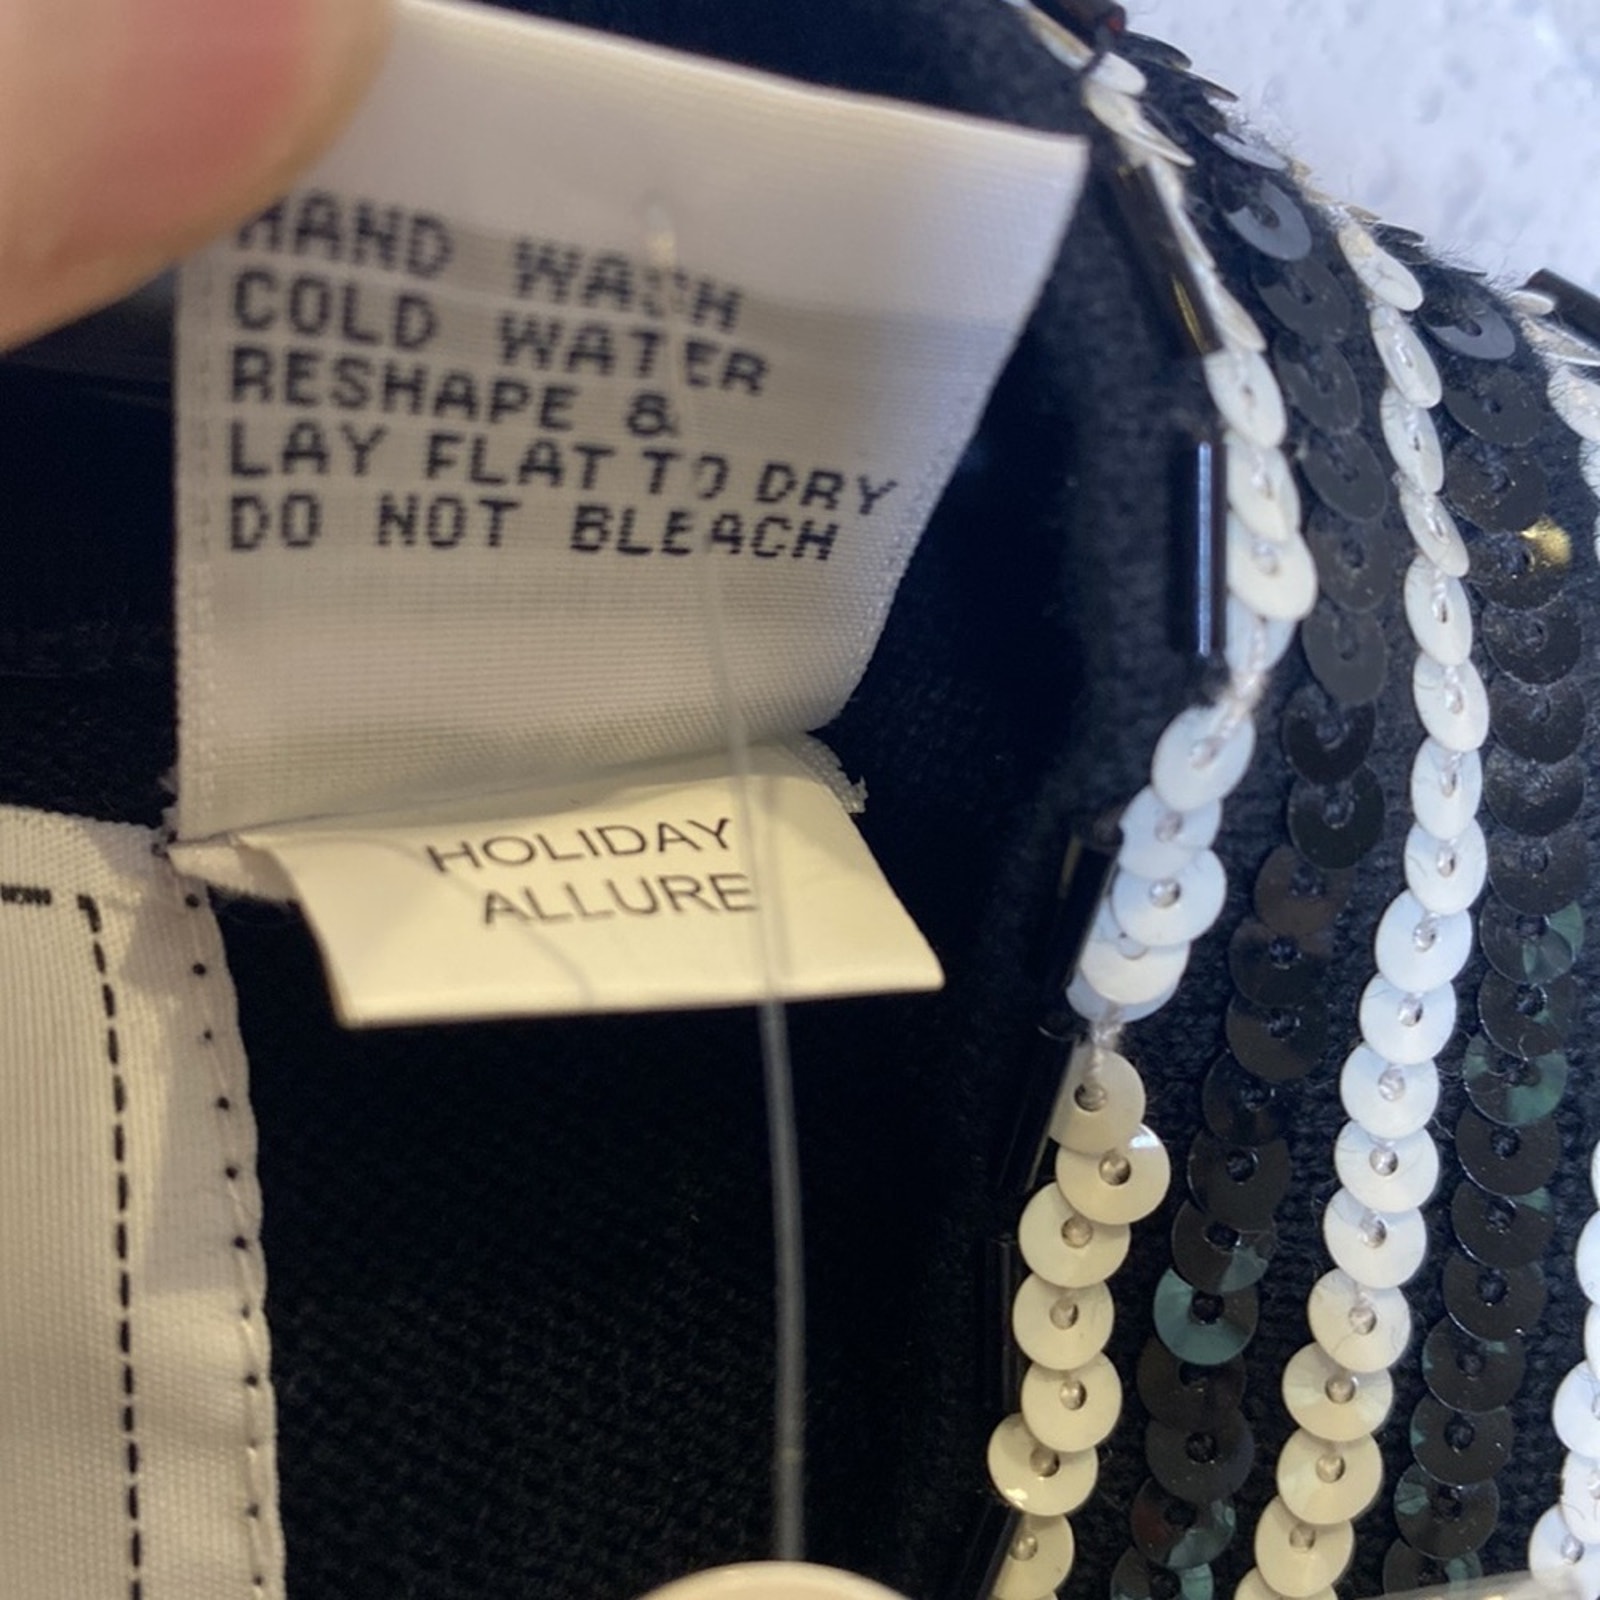 HAND WASH
COLD WATER
RESHAPE &
LAY FLAT TO DRY
DO NOT BLEACH
HOLIDAY
ALLURE